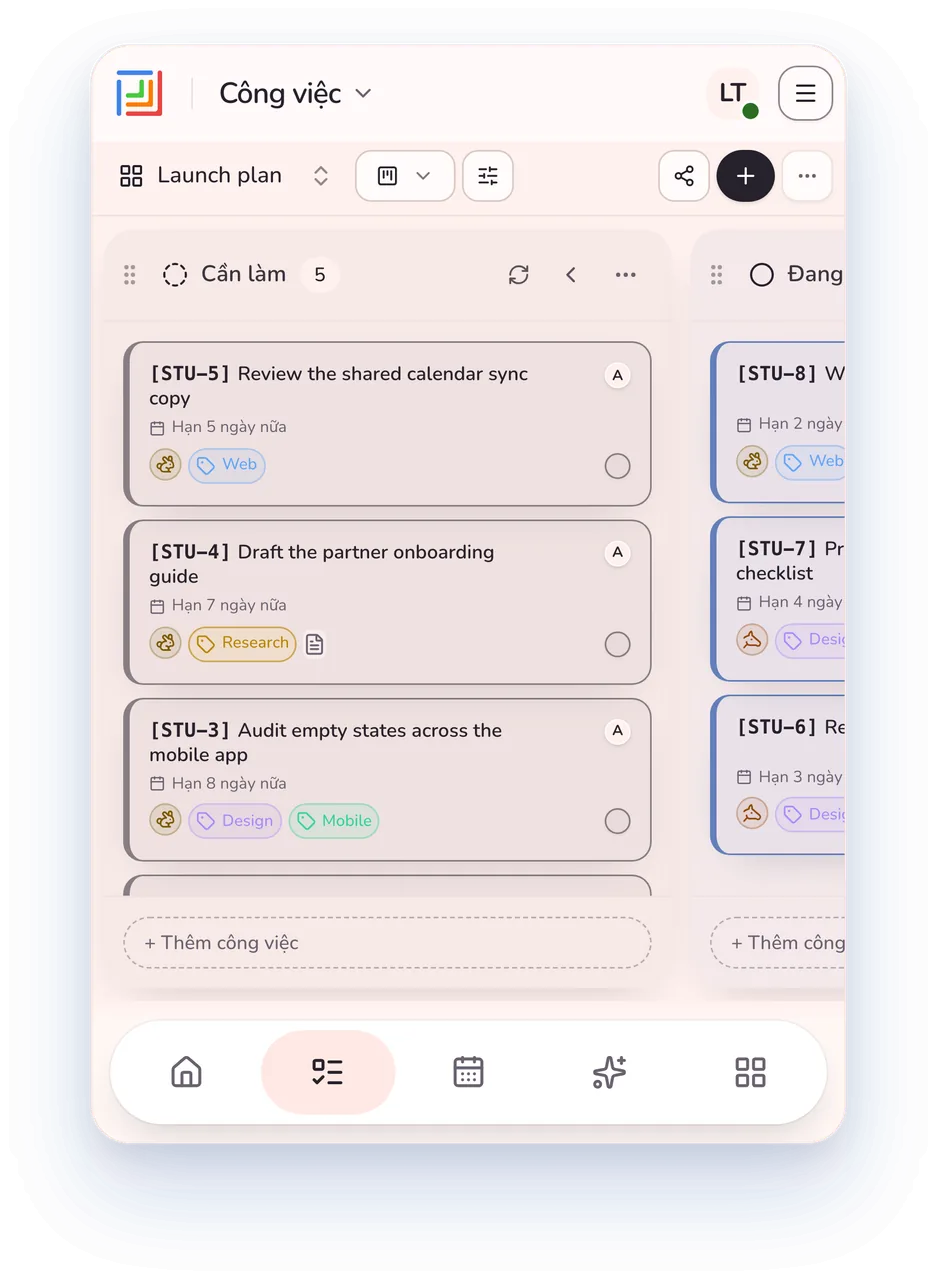 Công việc
LT
Launch plan
Cần làm 5
[STU-5] Review the shared calendar sync
copy
A
Hạn 5 ngày nữa
Web
[STU-4] Draft the partner onboarding
guide
A
Hạn 7 ngày nữa
Research
[STU-3] Audit empty states across the
mobile app
A
Hạn 8 ngày nữa
Design Mobile
+ Thêm công việc
Đang
[STU-8] W
Hạn 2 ngày
Web
[STU-7] Pr
checklist
Hạn 4 ngày
Desig
[STU-6] Re
Hạn 3 ngày
Desig
+ Thêm công